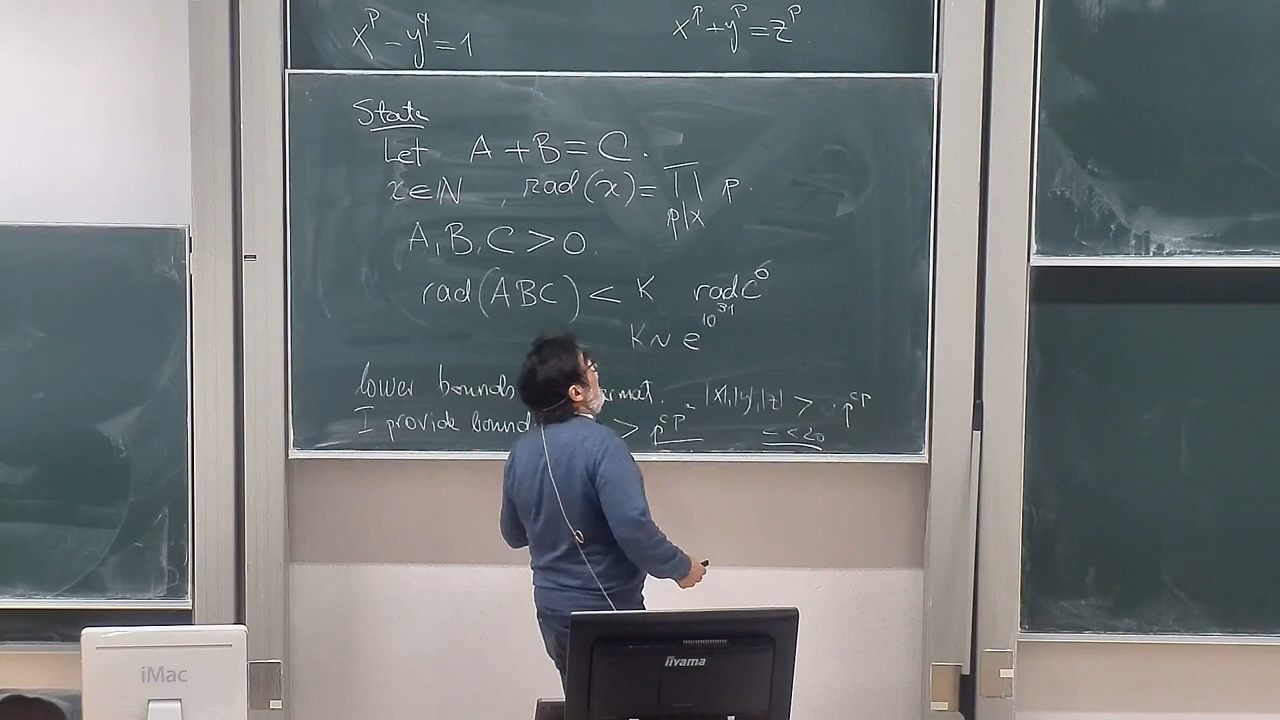 x^p - y^q = 1
x^p + y^p = z^p
State
Let A + B = C.
x ∈ ℕ, rad(x) = ∏ p.
p|x
A, B, C > 0
rad(ABC) < K rad C^6
K ~ e^10^31
lower bounds |x|, |y|, |z| > p^cp
I provide bound > p^cp^2
iMac
iiyama